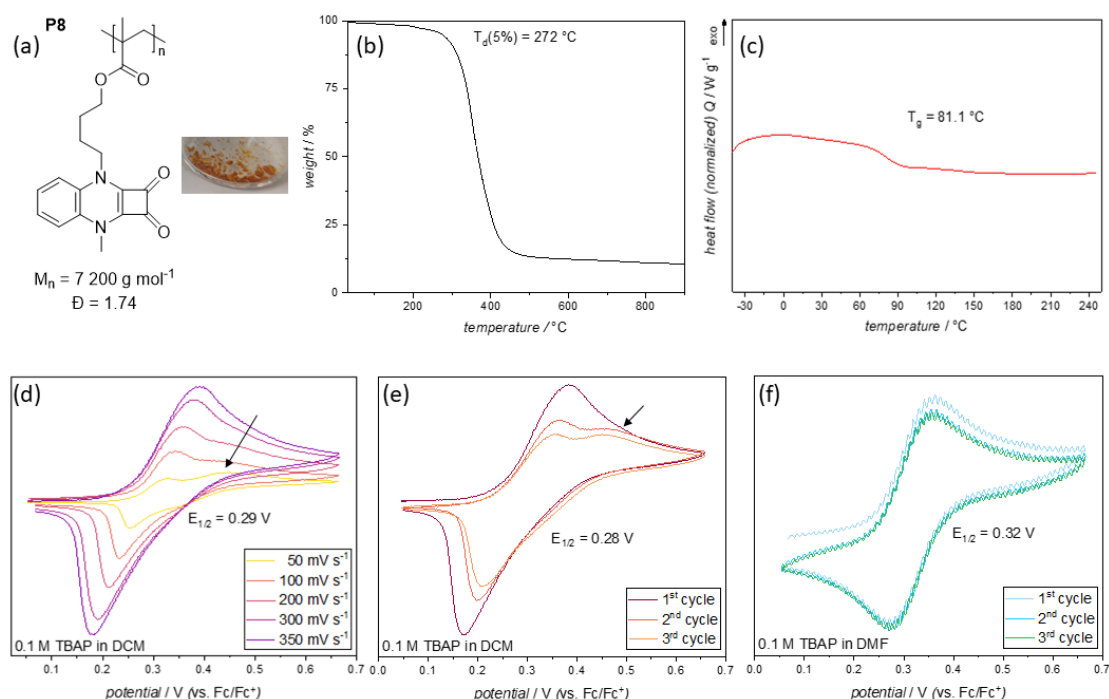 P8
(a)
n
O
O
N
O
N
O
Mₙ = 7 200 g mol⁻¹
Đ = 1.74
(b)
T_d(5%) = 272 °C
100
75
50
25
0
weight / %
200
400
600
800
temperature / °C
(c)
exo
heat flow (normalized) Q / W g⁻¹
T_g = 81.1 °C
-30
0
30
60
90
120
150
180
210
240
temperature / °C
(d)
E₁/₂ = 0.29 V
50 mV s⁻¹
100 mV s⁻¹
200 mV s⁻¹
300 mV s⁻¹
350 mV s⁻¹
0.1 M TBAP in DCM
0.0
0.1
0.2
0.3
0.4
0.5
0.6
0.7
potential / V (vs. Fc/Fc⁺)
(e)
E₁/₂ = 0.28 V
1ˢᵗ cycle
2ⁿᵈ cycle
3ʳᵈ cycle
0.1 M TBAP in DCM
0.0
0.1
0.2
0.3
0.4
0.5
0.6
0.7
potential / V (vs. Fc/Fc⁺)
(f)
E₁/₂ = 0.32 V
1ˢᵗ cycle
2ⁿᵈ cycle
3ʳᵈ cycle
0.1 M TBAP in DMF
0.0
0.1
0.2
0.3
0.4
0.5
0.6
0.7
potential / V (vs. Fc/Fc⁺)